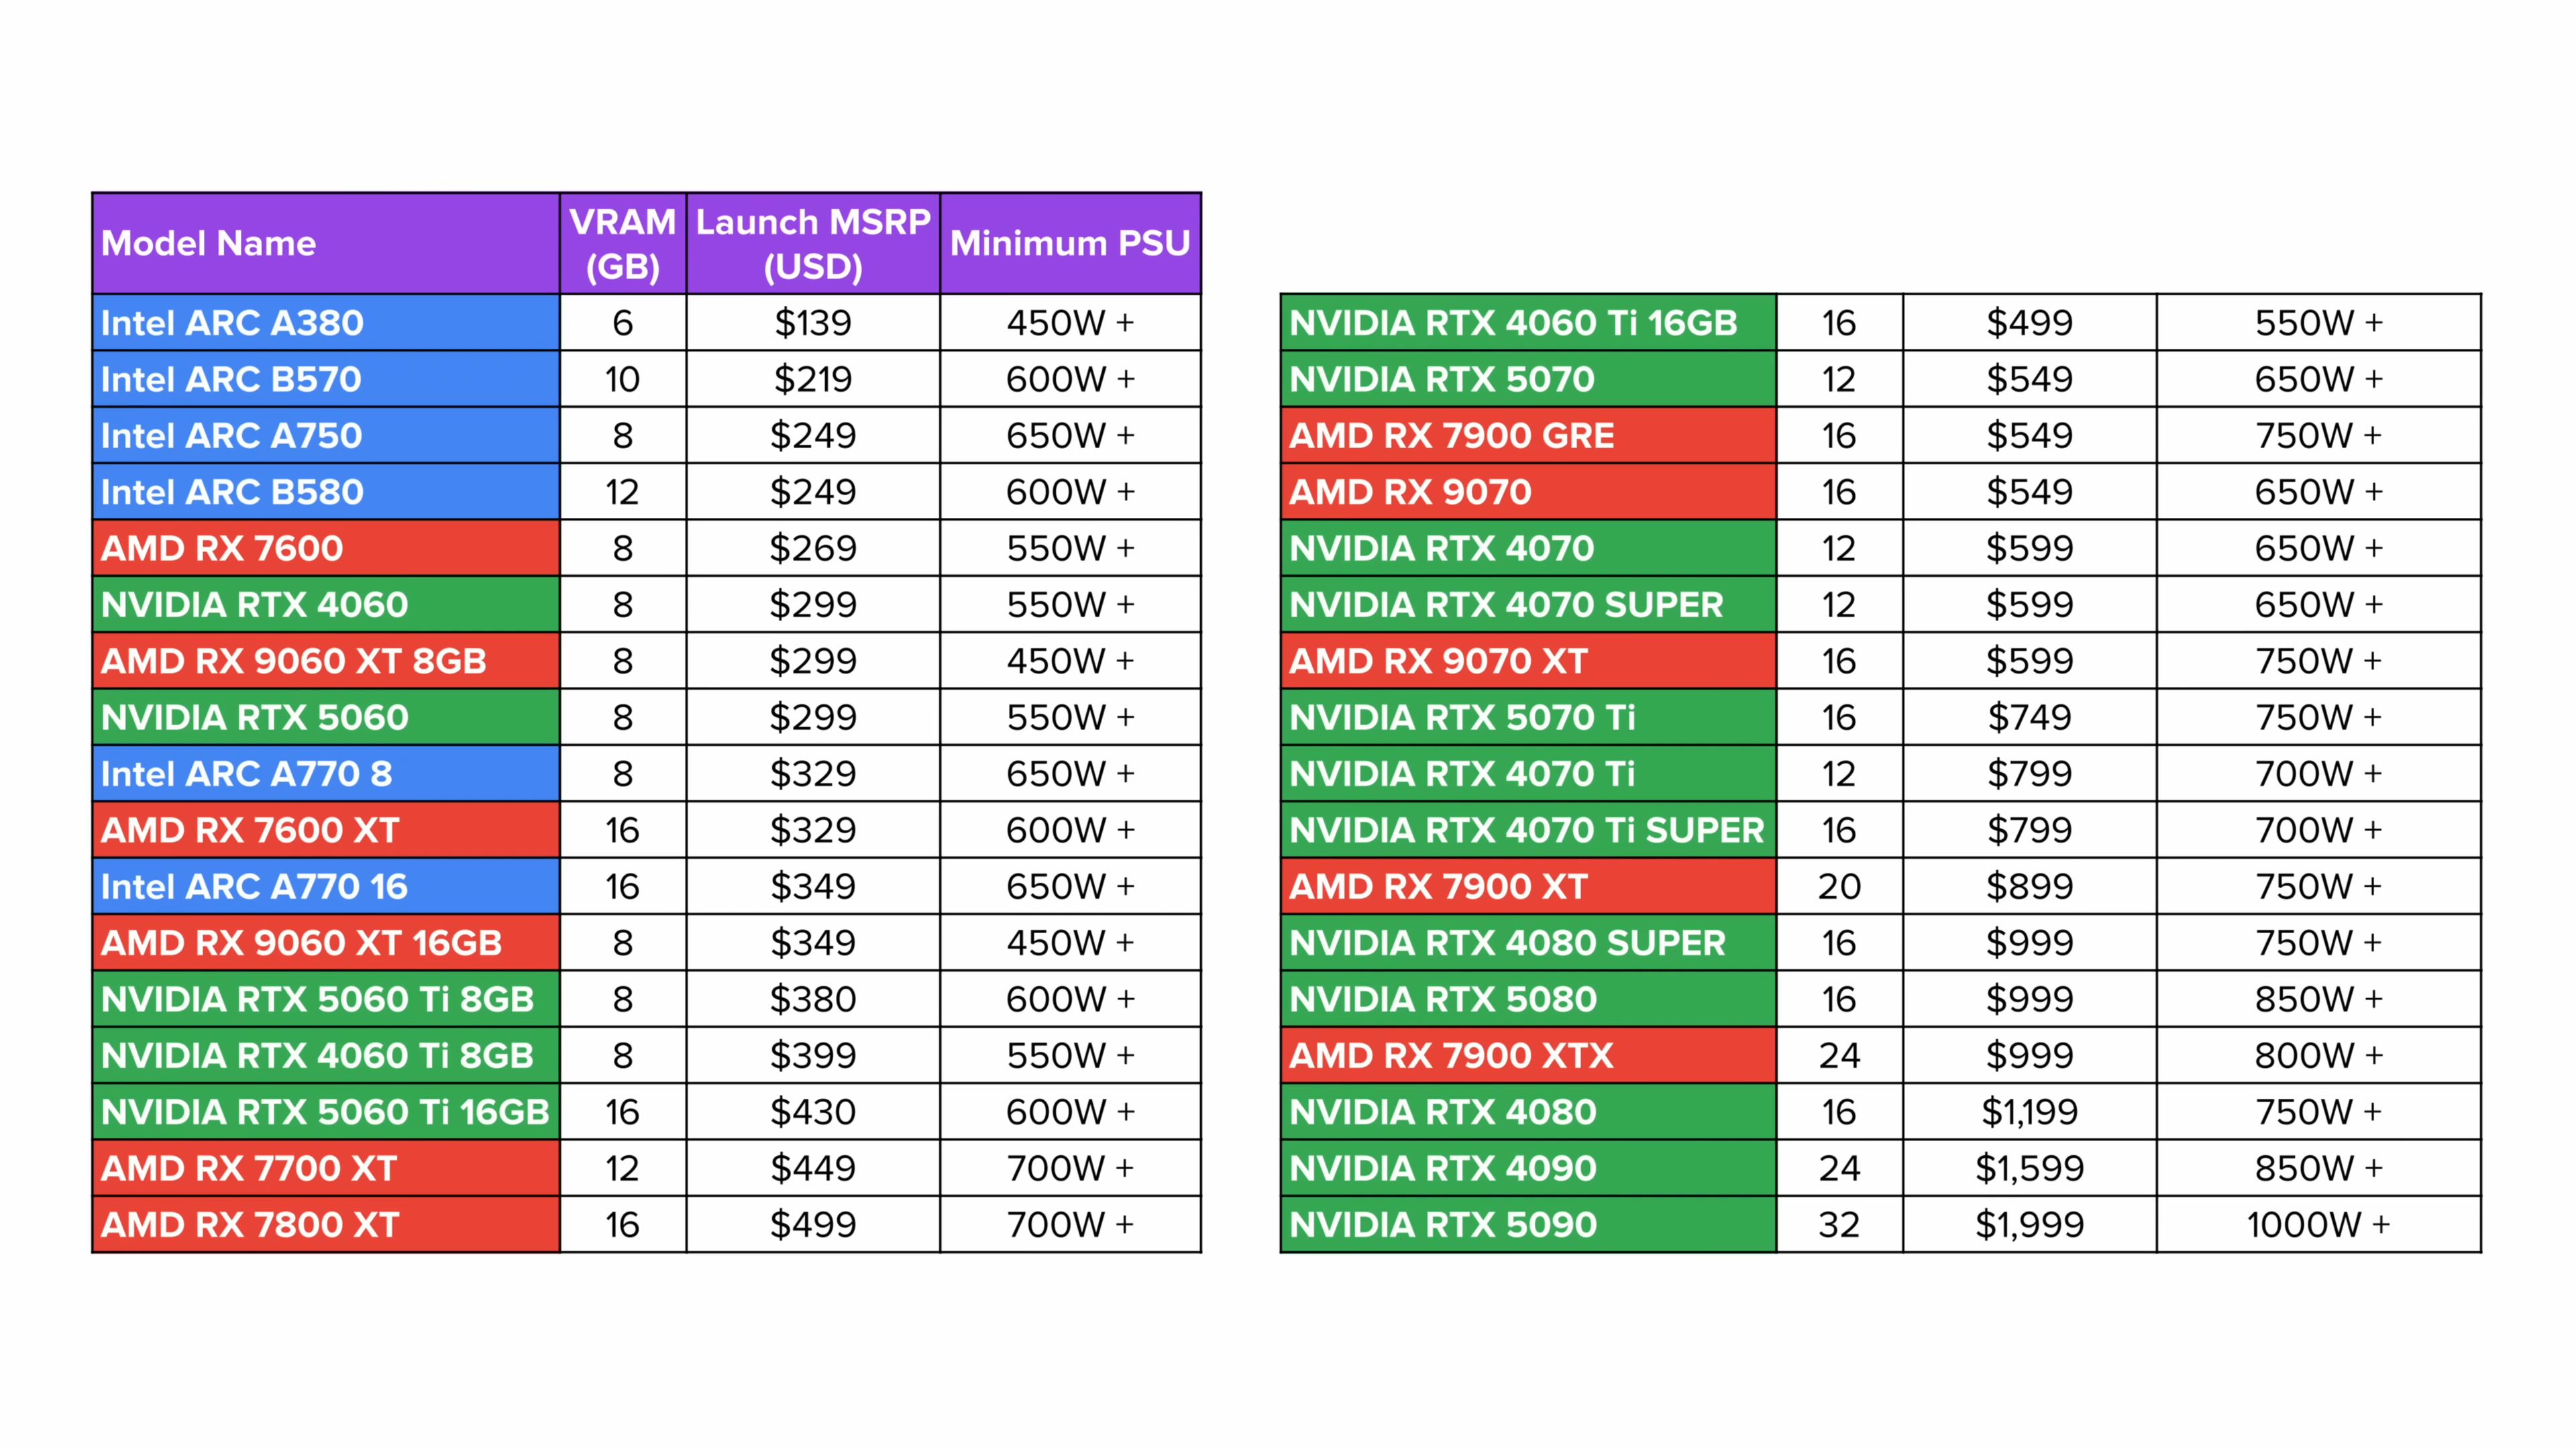 Model Name VRAM (GB) Launch MSRP (USD) Minimum PSU
Intel ARC A380 6 $139 450W +
Intel ARC B570 10 $219 600W +
Intel ARC A750 8 $249 650W +
Intel ARC B580 12 $249 600W +
AMD RX 7600 8 $269 550W +
NVIDIA RTX 4060 8 $299 550W +
AMD RX 9060 XT 8GB 8 $299 450W +
NVIDIA RTX 5060 8 $299 550W +
Intel ARC A770 8 8 $329 650W +
AMD RX 7600 XT 16 $329 600W +
Intel ARC A770 16 16 $349 650W +
AMD RX 9060 XT 16GB 8 $349 450W +
NVIDIA RTX 5060 Ti 8GB 8 $380 600W +
NVIDIA RTX 4060 Ti 8GB 8 $399 550W +
NVIDIA RTX 5060 Ti 16GB 16 $430 600W +
AMD RX 7700 XT 12 $449 700W +
AMD RX 7800 XT 16 $499 700W +
NVIDIA RTX 4060 Ti 16GB 16 $499 550W +
NVIDIA RTX 5070 12 $549 650W +
AMD RX 7900 GRE 16 $549 750W +
AMD RX 9070 16 $549 650W +
NVIDIA RTX 4070 12 $599 650W +
NVIDIA RTX 4070 SUPER 12 $599 650W +
AMD RX 9070 XT 16 $599 750W +
NVIDIA RTX 5070 Ti 16 $749 750W +
NVIDIA RTX 4070 Ti 12 $799 700W +
NVIDIA RTX 4070 Ti SUPER 16 $799 700W +
AMD RX 7900 XT 20 $899 750W +
NVIDIA RTX 4080 SUPER 16 $999 750W +
NVIDIA RTX 5080 16 $999 850W +
AMD RX 7900 XTX 24 $999 800W +
NVIDIA RTX 4080 16 $1,199 750W +
NVIDIA RTX 4090 24 $1,599 850W +
NVIDIA RTX 5090 32 $1,999 1000W +